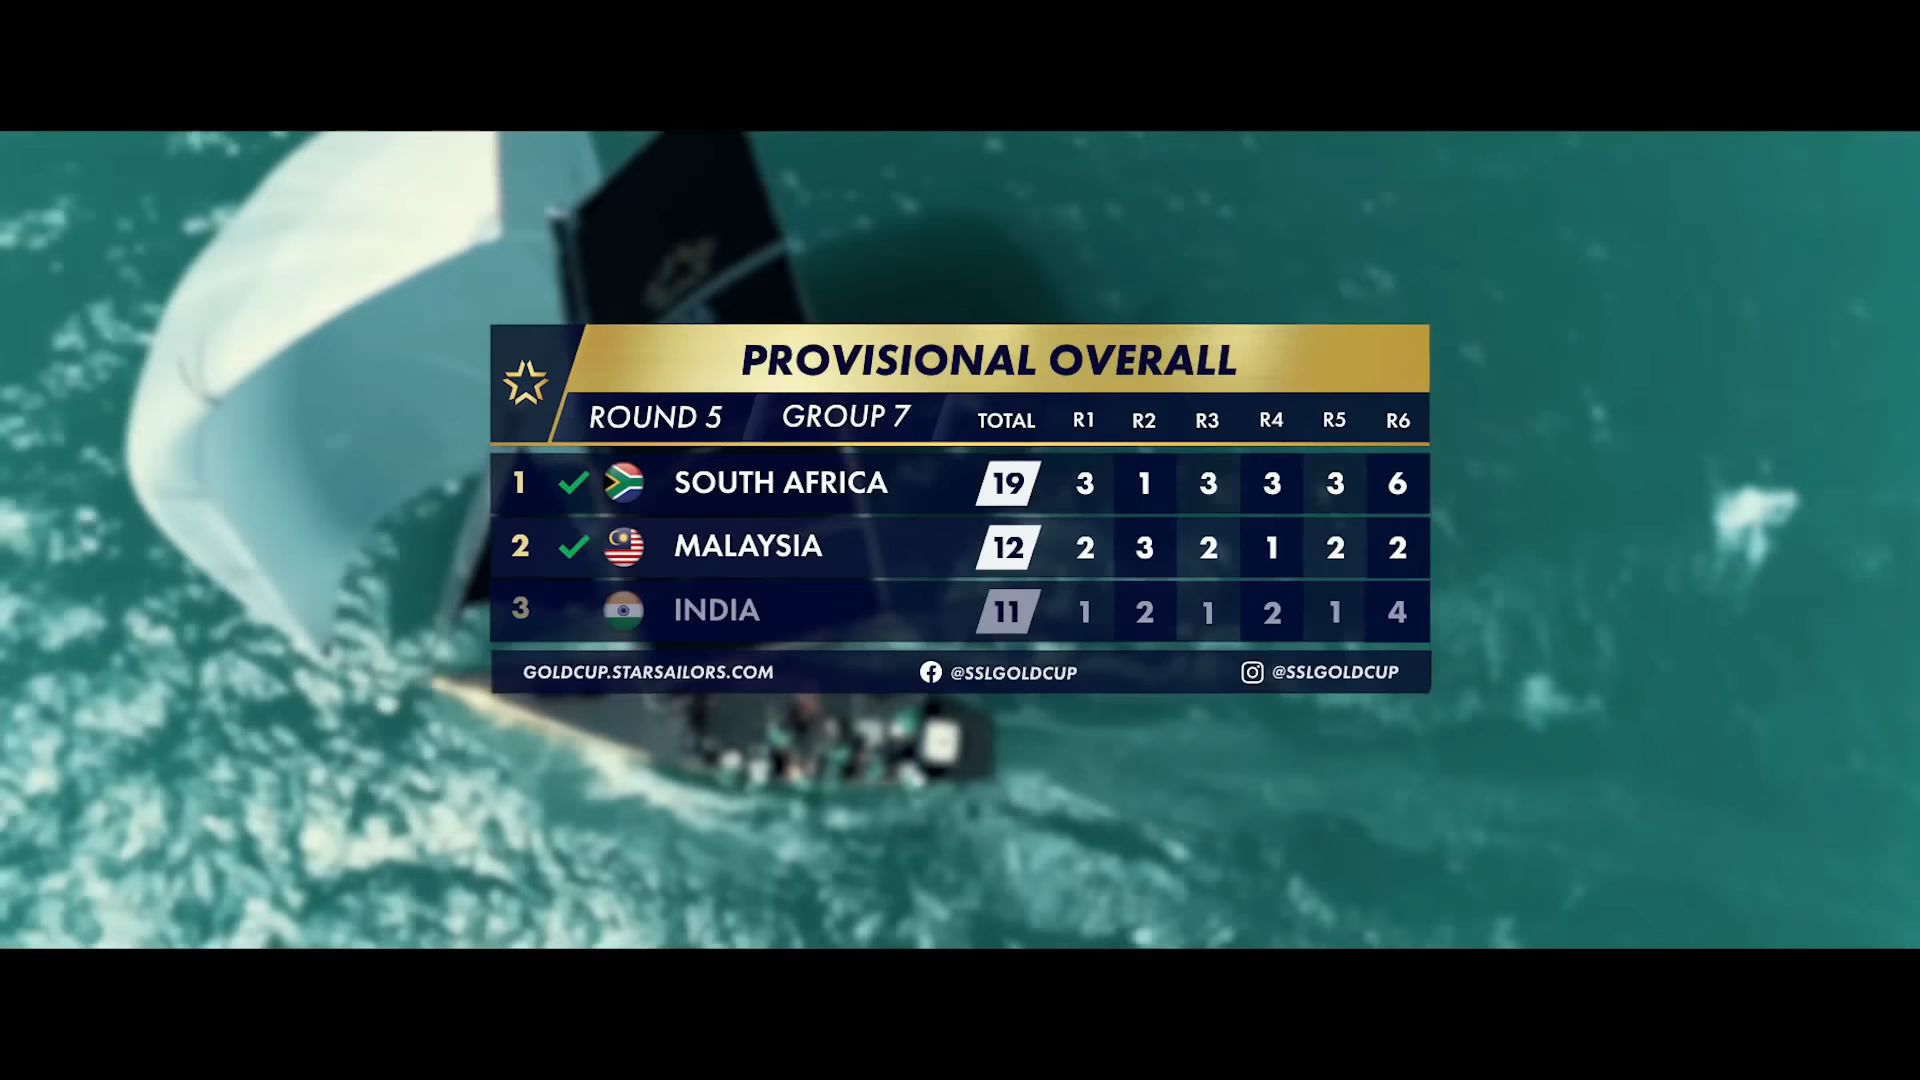 PROVISIONAL OVERALL
ROUND 5 GROUP 7 TOTAL R1 R2 R3 R4 R5 R6
1 SOUTH AFRICA 19 3 1 3 3 3 6
2 MALAYSIA 12 2 3 2 1 2 2
3 INDIA 11 1 2 1 2 1 4
GOLDCUP.STARSAILORS.COM @SSLGOLDCUP @SSLGOLDCUP